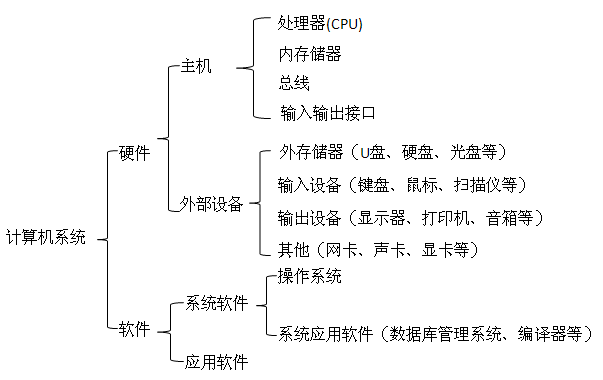 处理器(CPU)
主机
内存储器
总线
输入输出接口
硬件
外存储器（U盘、硬盘、光盘等）
输入设备（键盘、鼠标、扫描仪等）
外部设备
输出设备（显示器、打印机、音箱等）
计算机系统
其他（网卡、声卡、显卡等）
操作系统
系统软件
软件
系统应用软件（数据库管理系统、编译器等）
应用软件